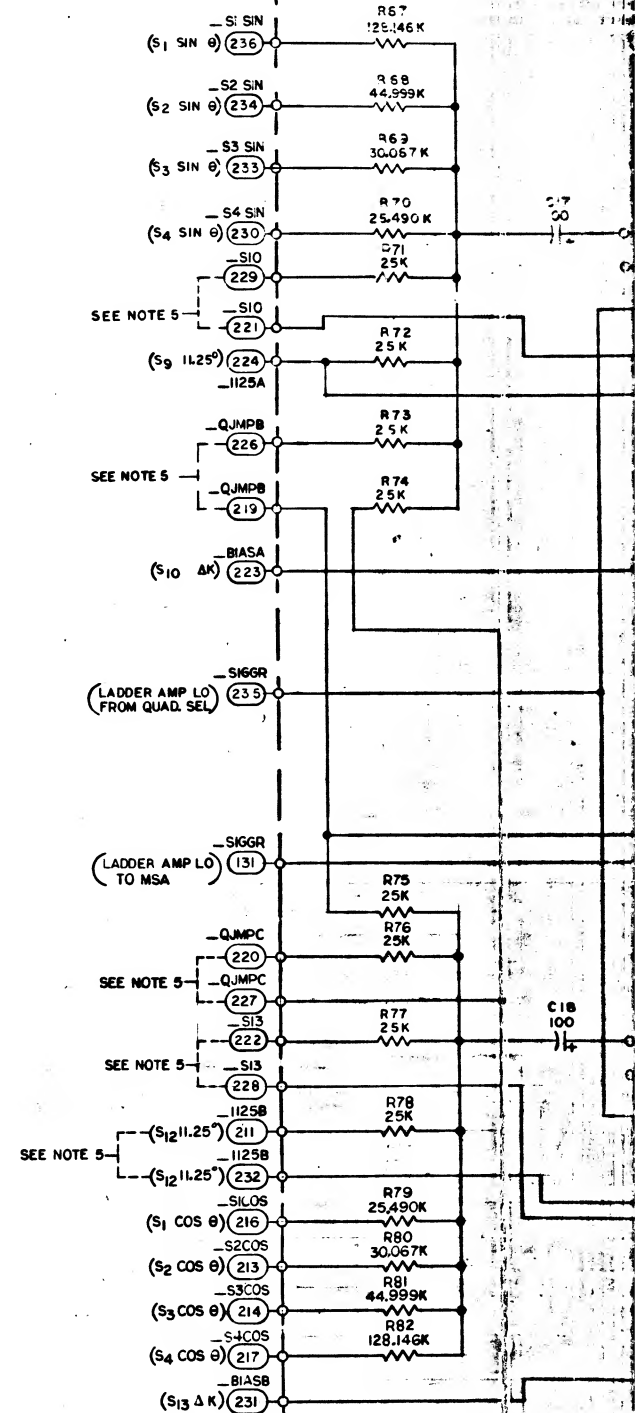 _S1 SIN
R67
128.146K
(S1 SIN θ) 236
_S2 SIN
R68
44.999K
(S2 SIN θ) 234
_S3 SIN
R69
30.067K
(S3 SIN θ) 233
_S4 SIN
R70
25.490K
(S4 SIN θ) 230
_S10
R71
25K
229
SEE NOTE 5
_S10
221
R72
25K
(S9 11.25°) 224
_1125A
_QJMPB
R73
25K
226
SEE NOTE 5
_QJMPB
R74
25K
219
_BIASA
(S10 ΔK) 223
_SIGGR
(LADDER AMP LO
FROM QUAD. SEL) 235
_SIGGR
(LADDER AMP LO
TO MSA) 131
R75
25K
R76
25K
_QJMPC
220
SEE NOTE 5
_QJMPC
227
_S13
R77
25K
222
C18
100
SEE NOTE 5
_S13
228
_1125B
R78
25K
(S12 11.25°) 211
SEE NOTE 5
_1125B
(S12 11.25°) 232
_S1COS
R79
25.490K
(S1 COS θ) 216
_S2COS
R80
30.067K
(S2 COS θ) 213
_S3COS
R81
44.999K
(S3 COS θ) 214
_S4COS
R82
128.146K
(S4 COS θ) 217
_BIASB
(S13 ΔK) 231